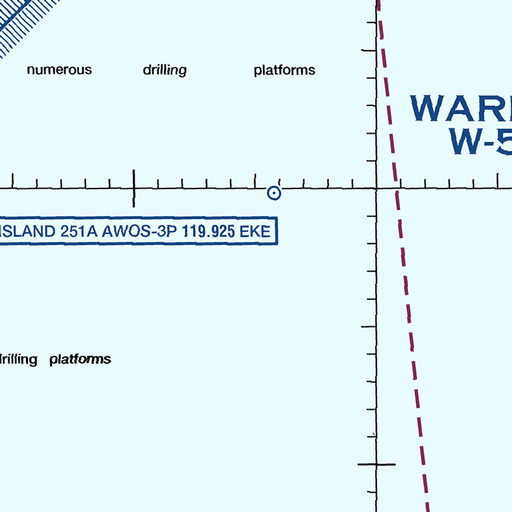 numerous drilling platforms
WAR
W-5
ISLAND 251A AWOS-3P 119.925 EKE
drilling platforms